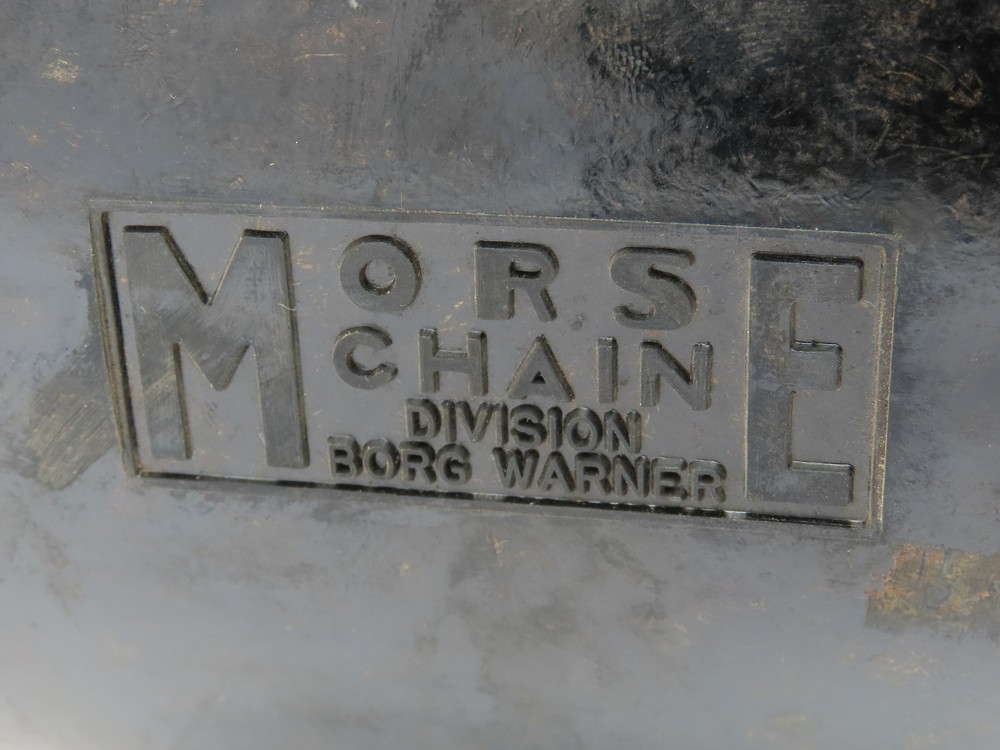 MORSE
CHAIN
DIVISION
BORG WARNER